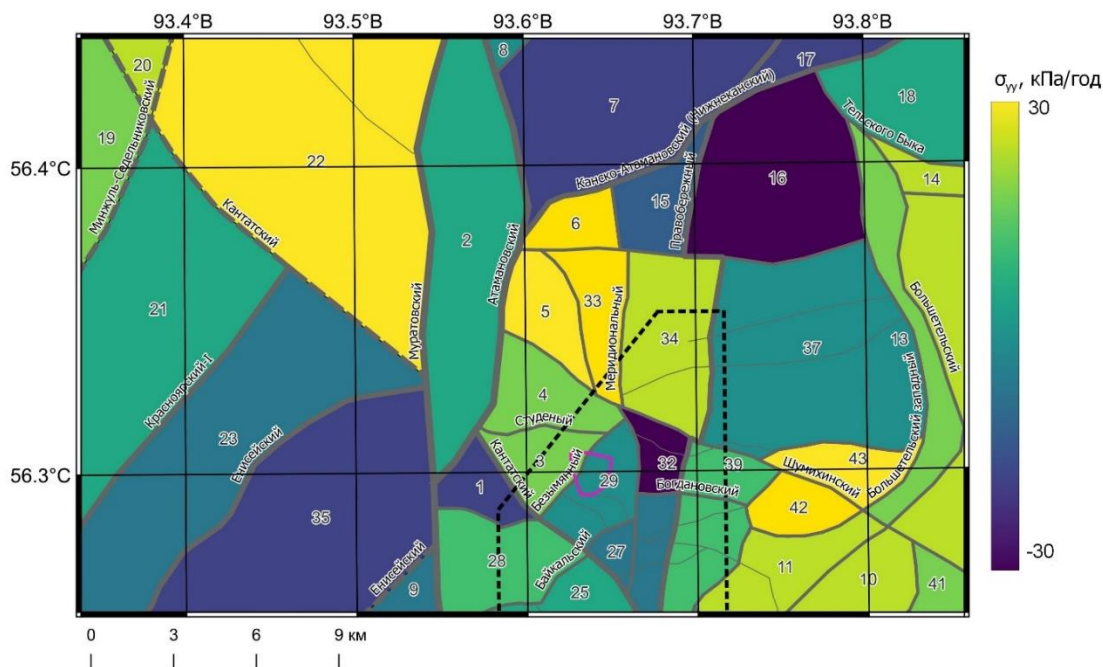 93.4°В 93.5°В 93.6°В 93.7°В 93.8°В
σyy, кПа/год
30
-30
56.4°С
56.3°С
20
8
17
7
18
19
Минжуль-Седельниковский
22
Канско-Атамановский (Нижнеканский)
Тельского Быка
16
14
15
Правобережный
Кантатский
6
2
Атамановский
21
5
33
Меридиональный
Муратовский
34
37
13
Большетельский
Большетельский западный
Красноярский-I
4
Студеный
23
Енисейский
Кантатский
3
Безымянный
32
39
43
Шумихинский
29
Богдановский
1
35
42
28
Байкальский
27
11
10
41
Енисейский
9
25
0 3 6 9 км